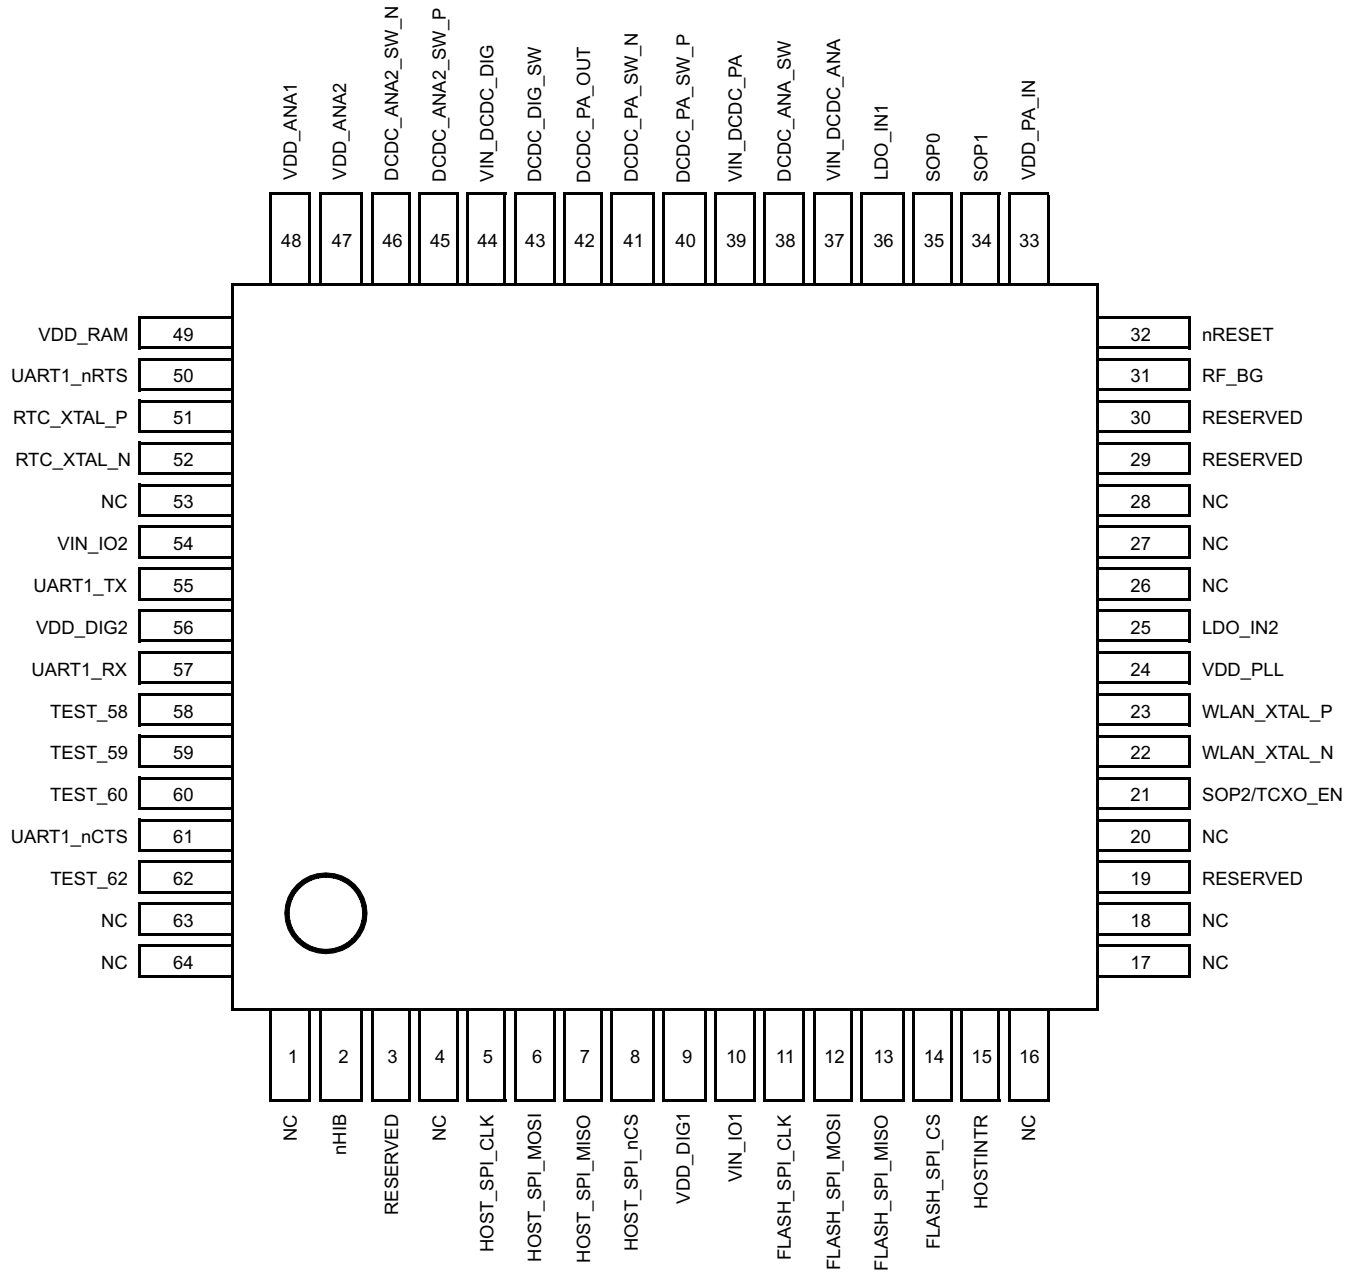 VDD_ANA1
VDD_ANA2
DCDC_ANA2_SW_N
DCDC_ANA2_SW_P
VIN_DCDC_DIG
DCDC_DIG_SW
DCDC_PA_OUT
DCDC_PA_SW_N
DCDC_PA_SW_P
VIN_DCDC_PA
DCDC_ANA_SW
VIN_DCDC_ANA
LDO_IN1
SOP0
SOP1
VDD_PA_IN
48 47 46 45 44 43 42 41 40 39 38 37 36 35 34 33
VDD_RAM 49
UART1_nRTS 50
RTC_XTAL_P 51
RTC_XTAL_N 52
NC 53
VIN_IO2 54
UART1_TX 55
VDD_DIG2 56
UART1_RX 57
TEST_58 58
TEST_59 59
TEST_60 60
UART1_nCTS 61
TEST_62 62
NC 63
NC 64
32 nRESET
31 RF_BG
30 RESERVED
29 RESERVED
28 NC
27 NC
26 NC
25 LDO_IN2
24 VDD_PLL
23 WLAN_XTAL_P
22 WLAN_XTAL_N
21 SOP2/TCXO_EN
20 NC
19 RESERVED
18 NC
17 NC
1 2 3 4 5 6 7 8 9 10 11 12 13 14 15 16
NC
nHIB
RESERVED
NC
HOST_SPI_CLK
HOST_SPI_MOSI
HOST_SPI_MISO
HOST_SPI_nCS
VDD_DIG1
VIN_IO1
FLASH_SPI_CLK
FLASH_SPI_MOSI
FLASH_SPI_MISO
FLASH_SPI_CS
HOSTINTR
NC